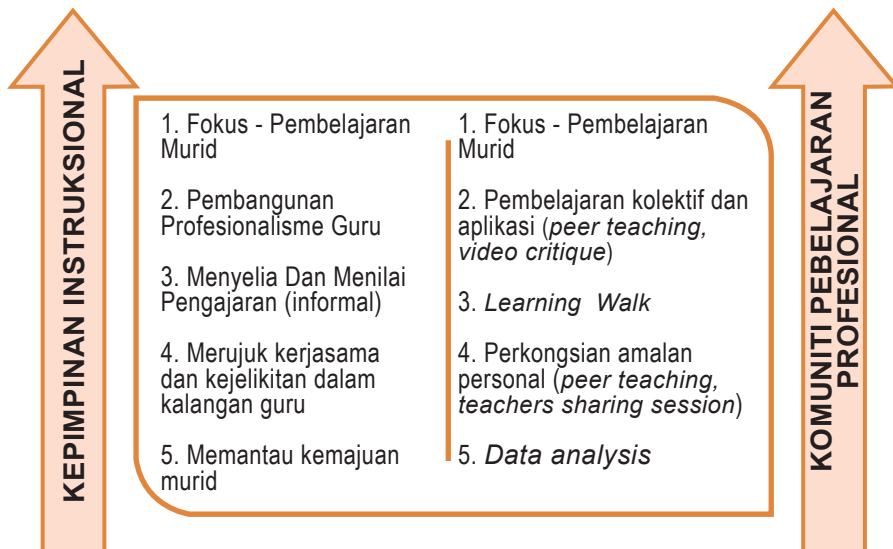 KEPIMPINAN INSTRUKSIONAL
1. Fokus - Pembelajaran
Murid
2. Pembangunan
Profesionalisme Guru
3. Menyelia Dan Menilai
Pengajaran (informal)
4. Merujuk kerjasama
dan kejelikitan dalam
kalangan guru
5. Memantau kemajuan
murid
1. Fokus - Pembelajaran
Murid
2. Pembelajaran kolektif dan
aplikasi (peer teaching,
video critique)
3. Learning Walk
4. Perkongsian amalan
personal (peer teaching,
teachers sharing session)
5. Data analysis
KOMUNITI PEBELAJARAN
PROFESIONAL